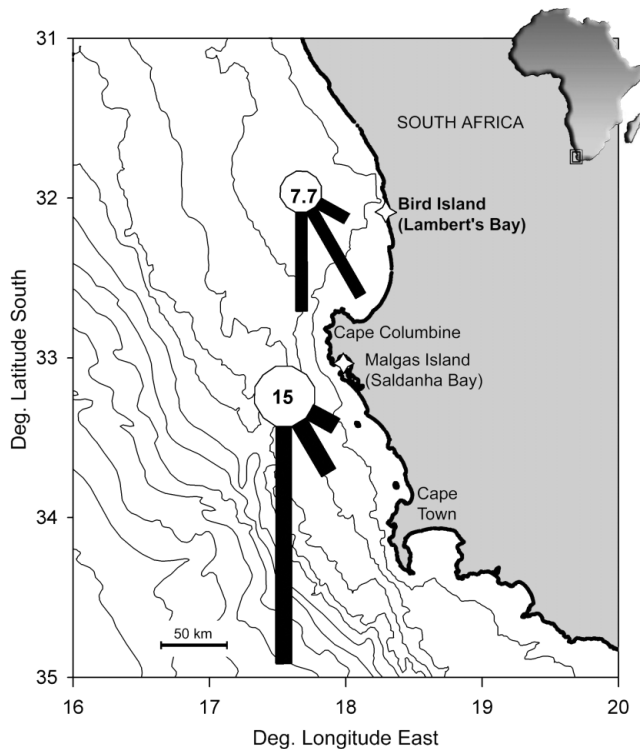 31
SOUTH AFRICA
32
7.7
Bird Island
(Lambert's Bay)
Cape Columbine
33
Malgas Island
(Saldanha Bay)
15
Deg. Latitude South
34
Cape
Town
50 km
35
16
17
18
19
20
Deg. Longitude East